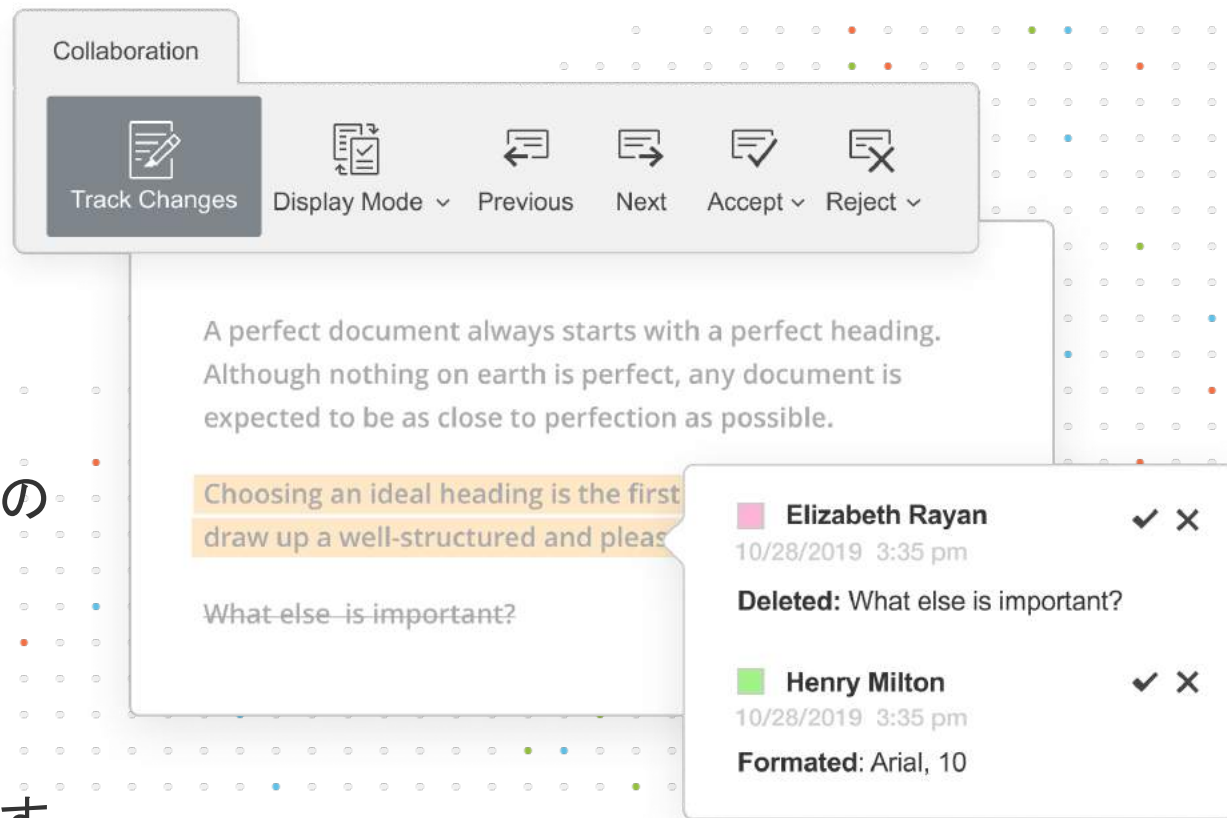 Collaboration
Track Changes
Display Mode
Previous
Next
Accept
Reject
A perfect document always starts with a perfect heading.
Although nothing on earth is perfect, any document is
expected to be as close to perfection as possible.
Choosing an ideal heading is the first
draw up a well-structured and pleas
What else is important?
の
す
Elizabeth Rayan
10/28/2019 3:35 pm
Deleted: What else is important?
Henry Milton
10/28/2019 3:35 pm
Formated: Arial, 10